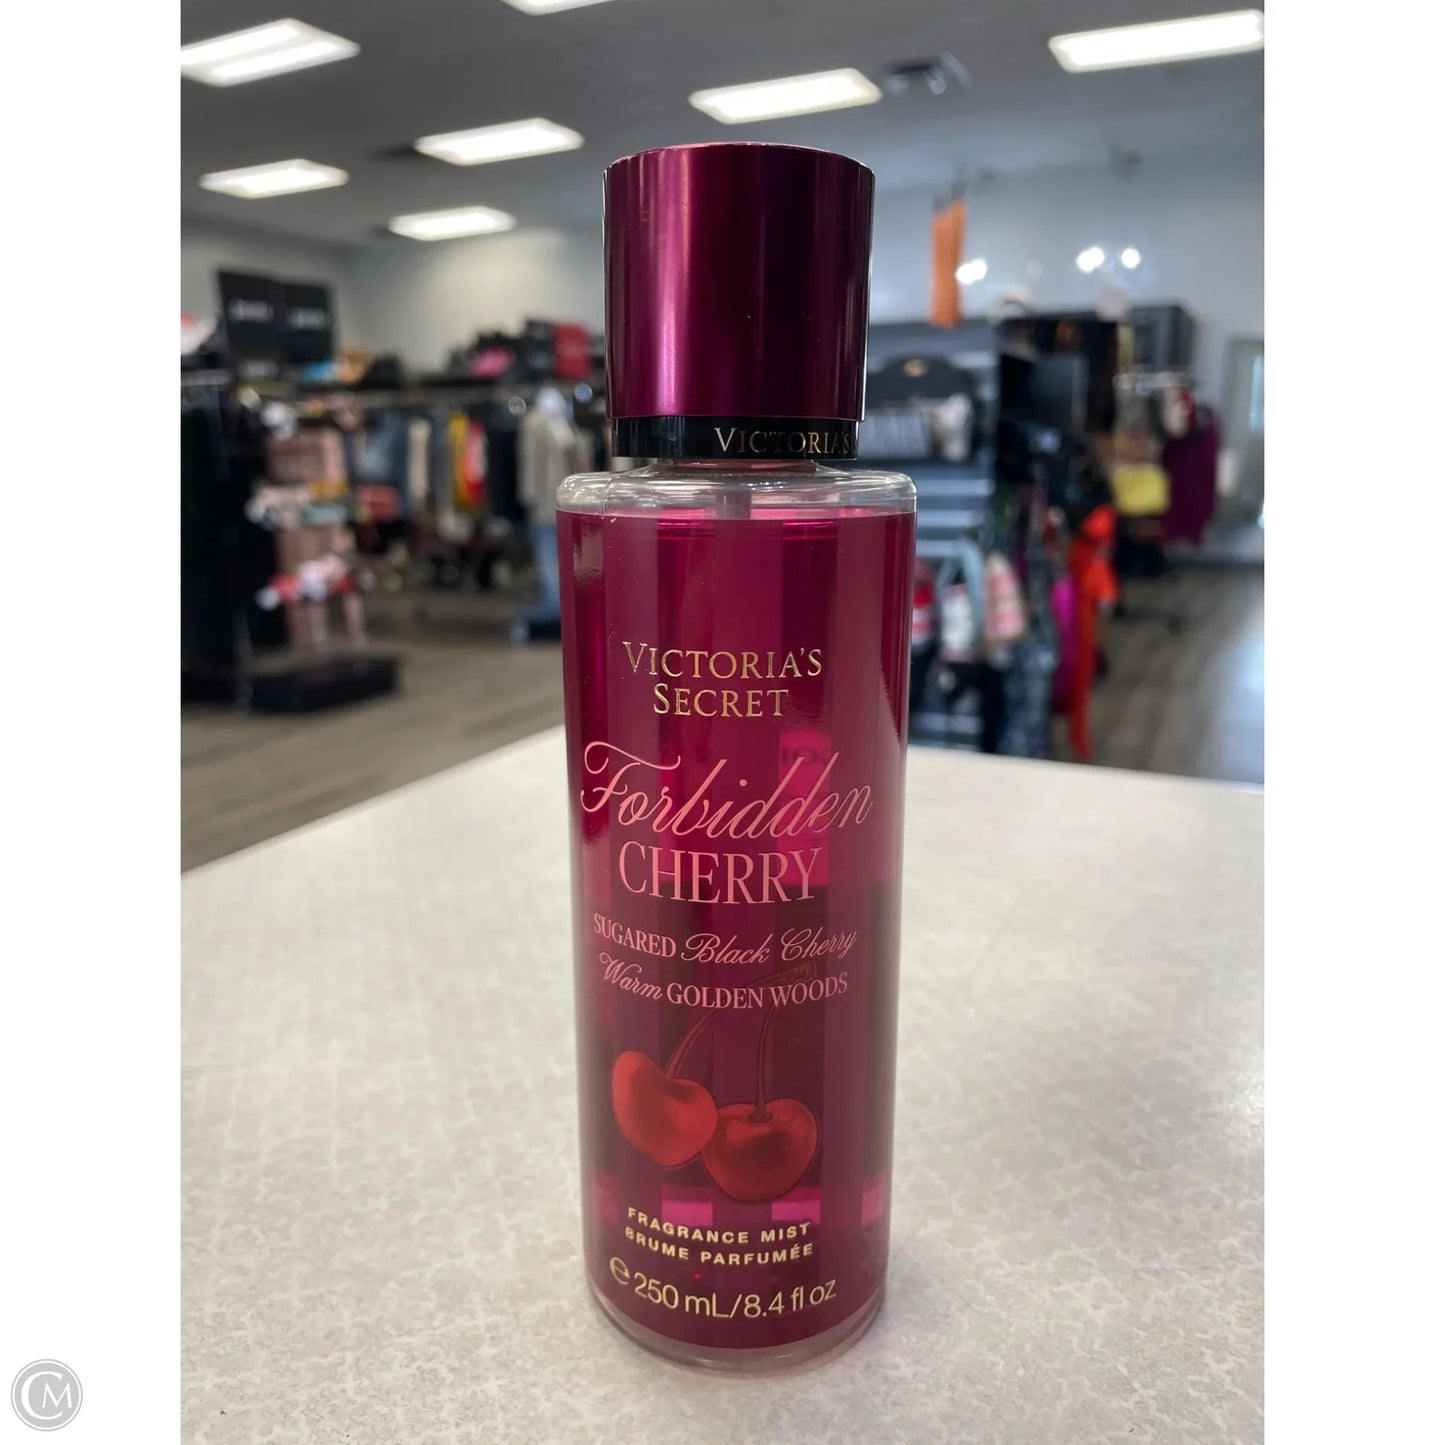 VICTORIA'S
VICTORIA'S
SECRET
Forbidden
CHERRY
SUGARED Black Cherry
Warm GOLDEN WOODS
FRAGRANCE MIST
BRUME PARFUMÉE
℮ 250 mL/8.4 fl oz
CM